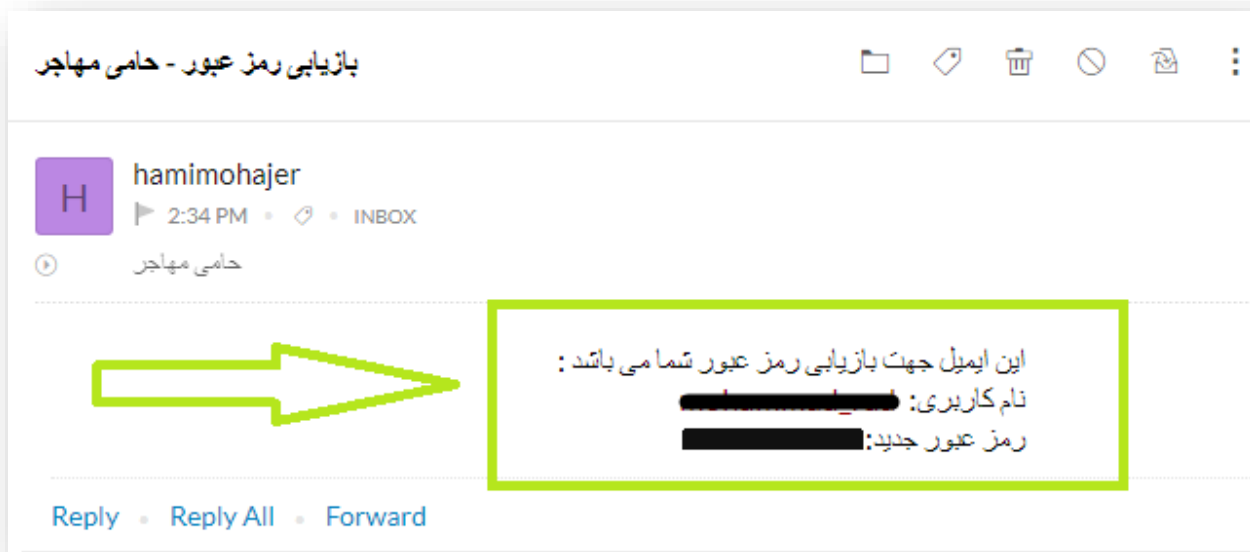 بازیابی رمز عبور - حامی مهاجر
H
hamimohajer
2:34 PM • INBOX
حامی مهاجر
این ایمیل جهت بازیابی رمز عبور شما می باشد :
نام کاربری:
رمز عبور جدید:
Reply • Reply All • Forward